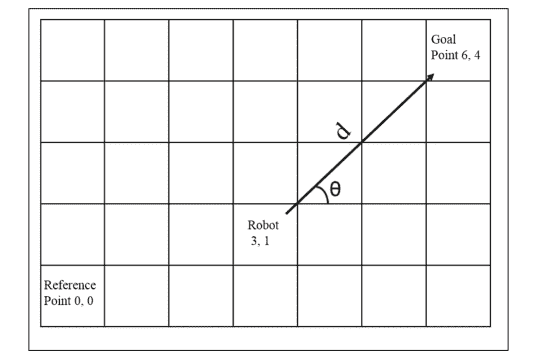 Goal
Point 6, 4
d
θ
Robot
3, 1
Reference
Point 0, 0